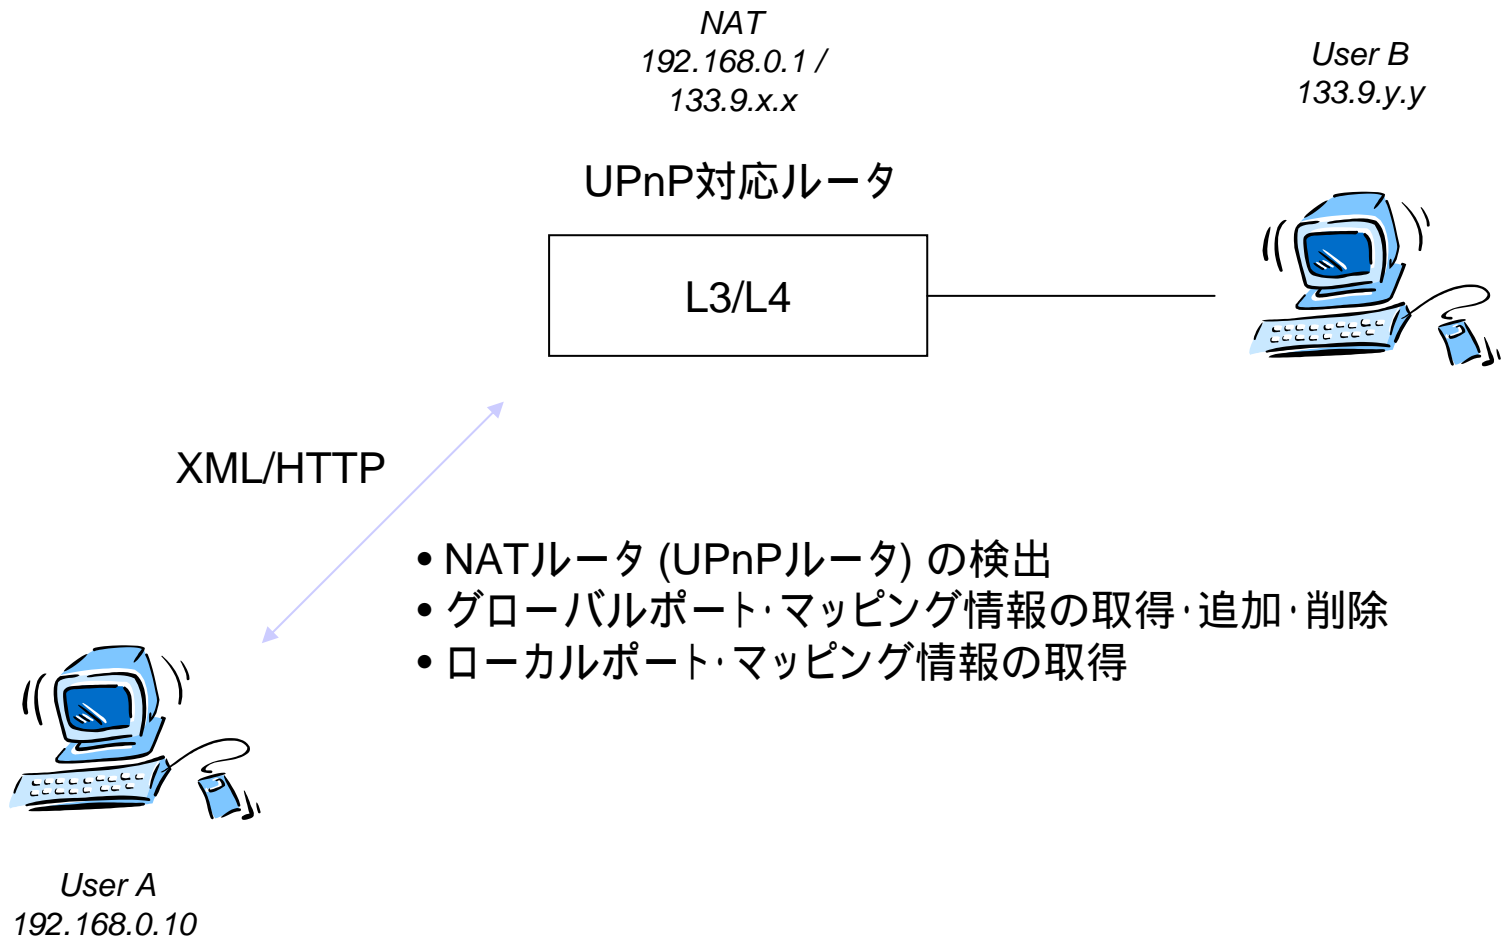 NAT
192.168.0.1 /
133.9.x.x
User B
133.9.y.y
UPnP対応ルータ
L3/L4
XML/HTTP
• NATルータ (UPnPルータ) の検出
• グローバルポート・マッピング情報の取得・追加・削除
• ローカルポート・マッピング情報の取得
User A
192.168.0.10